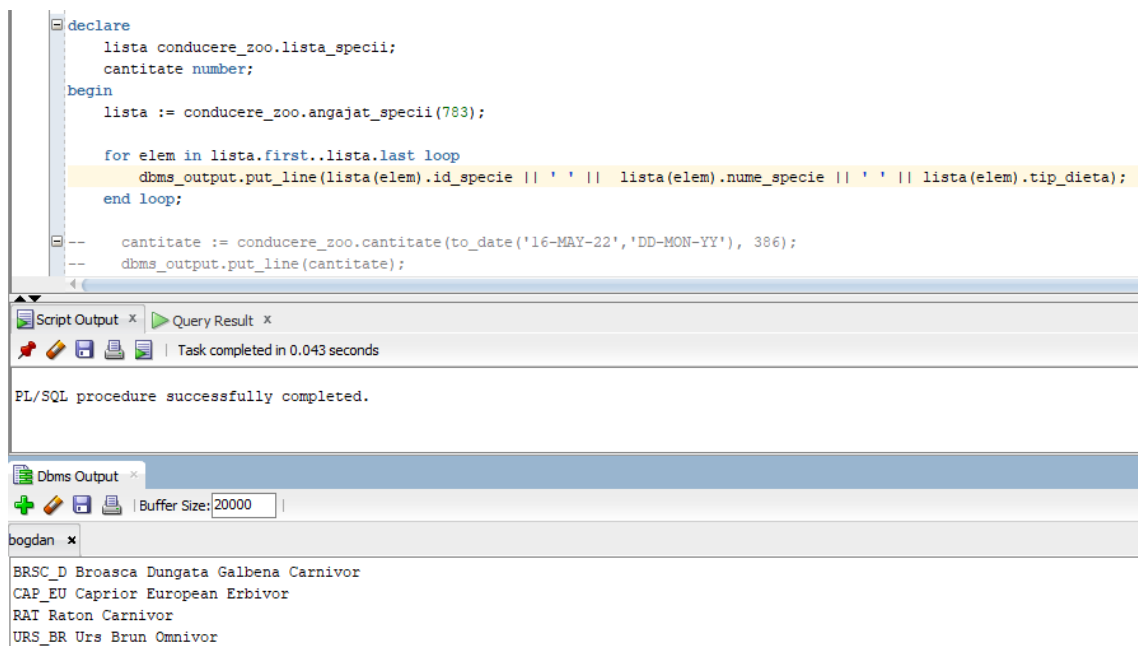 declare
lista conducere_zoo.lista_specii;
cantitate number;
begin
lista := conducere_zoo.angajat_specii(783);
for elem in lista.first..lista.last loop
dbms_output.put_line(lista(elem).id_specie || ' ' ||  lista(elem).nume_specie || ' ' || lista(elem).tip_dieta);
end loop;
--    cantitate := conducere_zoo.cantitate(to_date('16-MAY-22','DD-MON-YY'), 386);
--    dbms_output.put_line(cantitate);
Script Output x Query Result x
Task completed in 0.043 seconds
PL/SQL procedure successfully completed.
Dbms Output x
Buffer Size: 20000
bogdan x
BRSC_D Broasca Dungata Galbena Carnivor
CAP_EU Caprior European Erbivor
RAT Raton Carnivor
URS_BR Urs Brun Omnivor